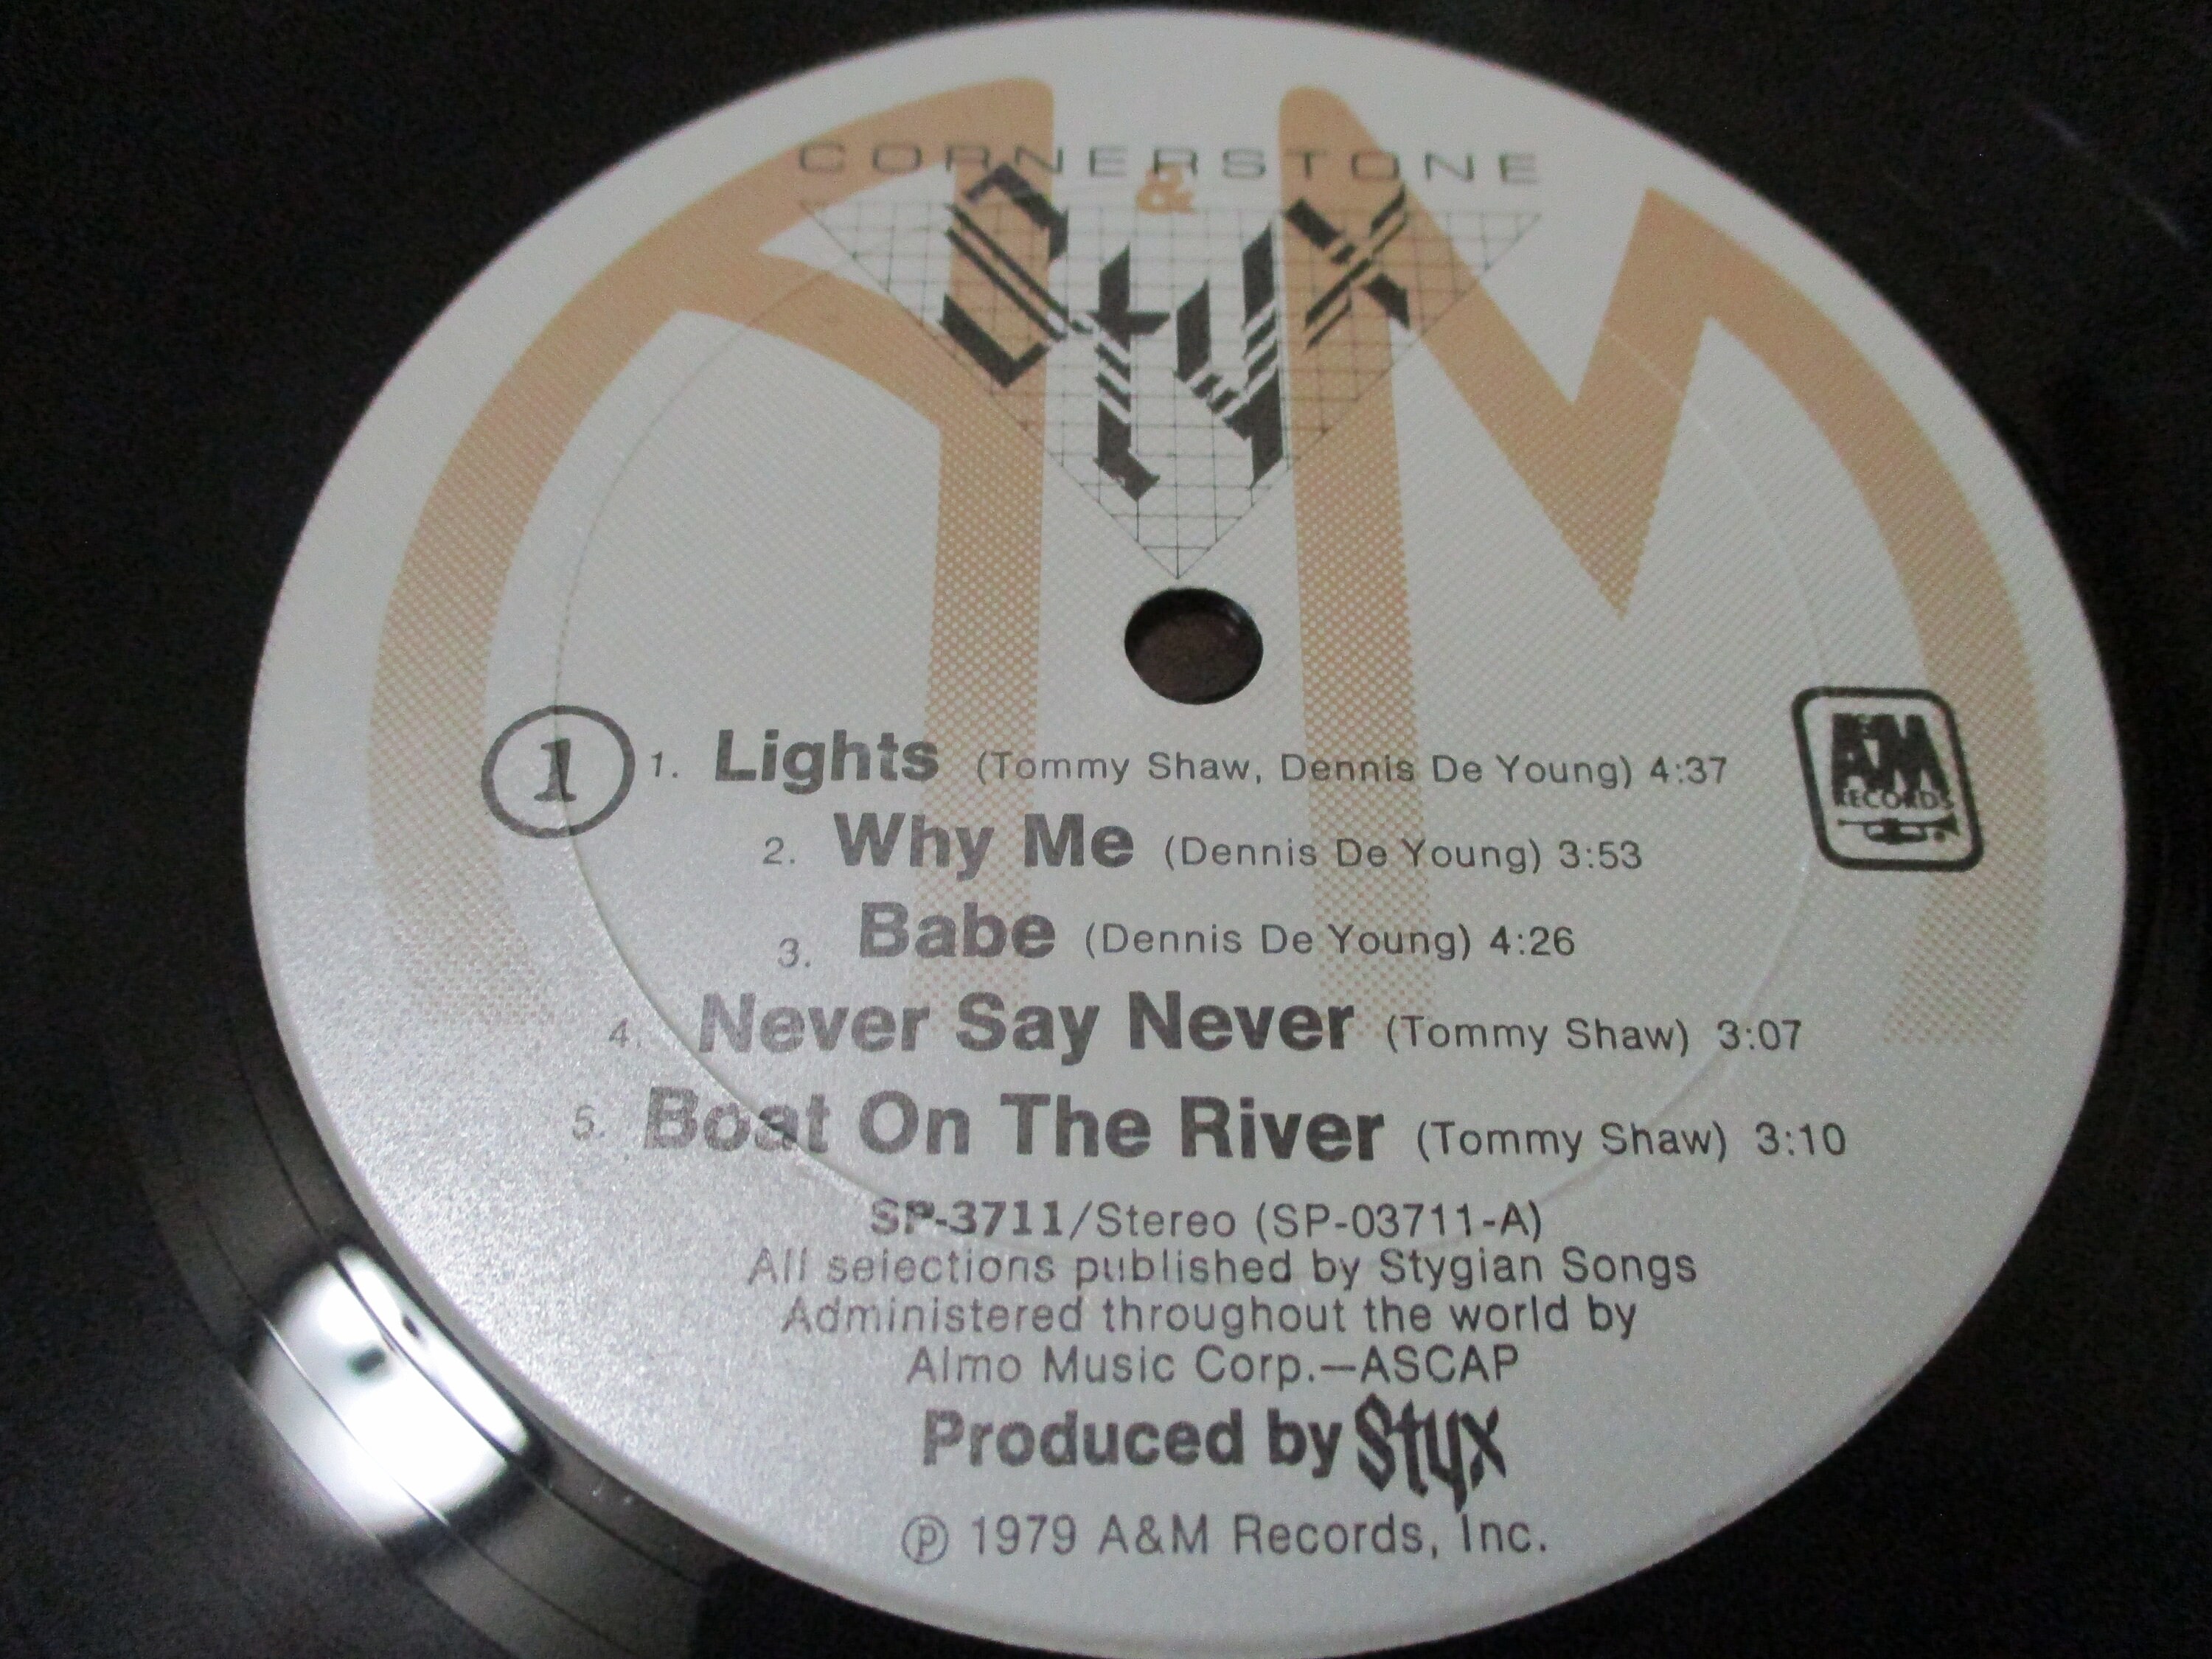 CORNERSTONE
&
Styx
1
1. Lights (Tommy Shaw, Dennis De Young) 4:37
A&M
RECORDS
2. Why Me (Dennis De Young) 3:53
3. Babe (Dennis De Young) 4:26
4. Never Say Never (Tommy Shaw) 3:07
5. Boat On The River (Tommy Shaw) 3:10
SP-3711/Stereo (SP-03711-A)
All selections published by Stygian Songs
Administered throughout the world by
Almo Music Corp.—ASCAP
Produced by Styx
℗ 1979 A&M Records, Inc.